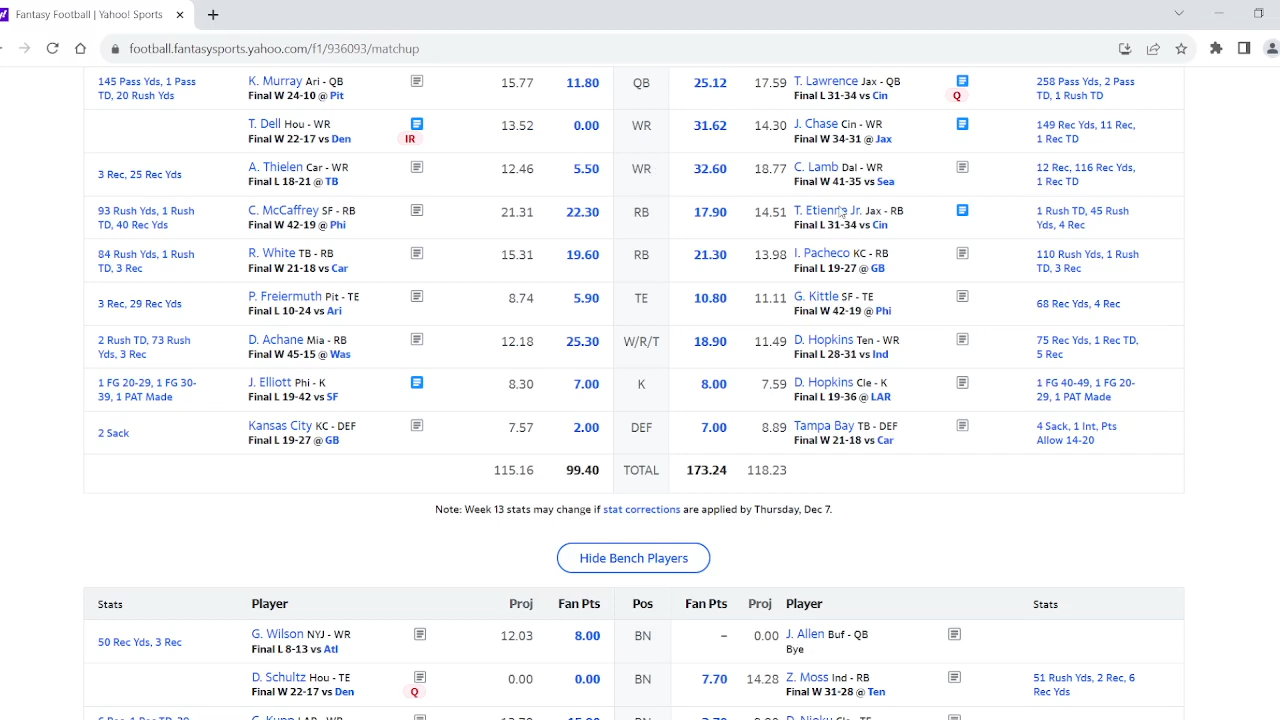 Fantasy Football | Yahoo! Sports
football.fantasysports.yahoo.com/f1/936093/matchup
145 Pass Yds, 1 Pass TD, 20 Rush Yds K. Murray Ari - QB Final W 24-10 @ Pit 15.77 11.80 QB 25.12 17.59 T. Lawrence Jax - QB Final L 31-34 vs Cin Q 258 Pass Yds, 2 Pass TD, 1 Rush TD
T. Dell Hou - WR Final W 22-17 vs Den IR 13.52 0.00 WR 31.62 14.30 J. Chase Cin - WR Final W 34-31 @ Jax 149 Rec Yds, 11 Rec, 1 Rec TD
3 Rec, 25 Rec Yds A. Thielen Car - WR Final L 18-21 @ TB 12.46 5.50 WR 32.60 18.77 C. Lamb Dal - WR Final W 41-35 vs Sea 12 Rec, 116 Rec Yds, 1 Rec TD
93 Rush Yds, 1 Rush TD, 40 Rec Yds C. McCaffrey SF - RB Final W 42-19 @ Phi 21.31 22.30 RB 17.90 14.51 T. Etienne Jr. Jax - RB Final L 31-34 vs Cin 1 Rush TD, 45 Rush Yds, 4 Rec
84 Rush Yds, 1 Rush TD, 3 Rec R. White TB - RB Final W 21-18 vs Car 15.31 19.60 RB 21.30 13.98 I. Pacheco KC - RB Final L 19-27 @ GB 110 Rush Yds, 1 Rush TD, 3 Rec
3 Rec, 29 Rec Yds P. Freiermuth Pit - TE Final L 10-24 vs Ari 8.74 5.90 TE 10.80 11.11 G. Kittle SF - TE Final W 42-19 @ Phi 68 Rec Yds, 4 Rec
2 Rush TD, 73 Rush Yds, 3 Rec D. Achane Mia - RB Final W 45-15 @ Was 12.18 25.30 W/R/T 18.90 11.49 D. Hopkins Ten - WR Final L 28-31 vs Ind 75 Rec Yds, 1 Rec TD, 5 Rec
1 FG 20-29, 1 FG 30-39, 1 PAT Made J. Elliott Phi - K Final L 19-42 vs SF 8.30 7.00 K 8.00 7.59 D. Hopkins Cle - K Final L 19-36 @ LAR 1 FG 40-49, 1 FG 20-29, 1 PAT Made
2 Sack Kansas City KC - DEF Final L 19-27 @ GB 7.57 2.00 DEF 7.00 8.89 Tampa Bay TB - DEF Final W 21-18 vs Car 4 Sack, 1 Int, Pts Allow 14-20
115.16 99.40 TOTAL 173.24 118.23
Note: Week 13 stats may change if stat corrections are applied by Thursday, Dec 7.
Hide Bench Players
Stats Player Proj Fan Pts Pos Fan Pts Proj Player Stats
50 Rec Yds, 3 Rec G. Wilson NYJ - WR Final L 8-13 vs Atl 12.03 8.00 BN – 0.00 J. Allen Buf - QB Bye
D. Schultz Hou - TE Final W 22-17 vs Den Q 0.00 0.00 BN 7.70 14.28 Z. Moss Ind - RB Final W 31-28 @ Ten 51 Rush Yds, 2 Rec, 6 Rec Yds